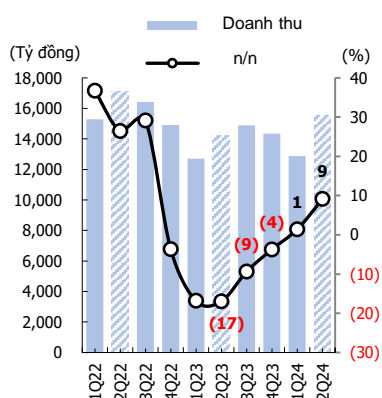 Doanh thu
(Tỷ đồng)
n/n
(%)
18,000
16,000
14,000
12,000
10,000
8,000
6,000
4,000
2,000
0
40
30
20
10
0
(10)
(20)
(30)
(17)
(9)
(4)
1
9
1Q22
2Q22
3Q22
4Q22
1Q23
2Q23
3Q23
4Q23
1Q24
2Q24